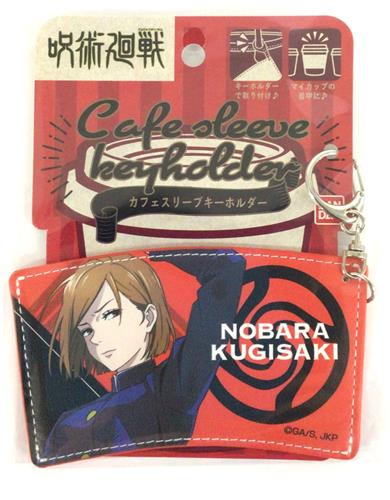 呪術廻戦
キーホルダー
で取り付け♪
マイカップの
目印に♪
Cafe sleeve
keyholder
カフェスリーブキーホルダー
BAN
DAI
NOBARA
KUGISAKI
©GA/S, JKP